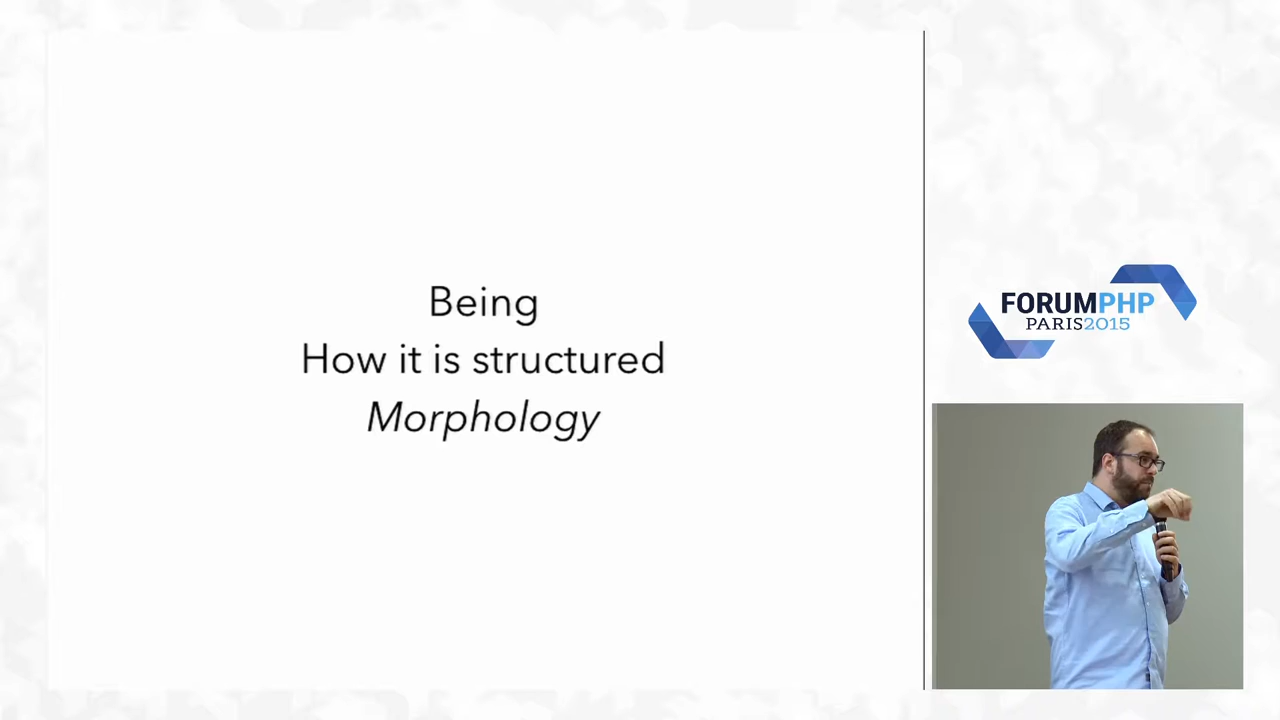 Being
How it is structured
Morphology
FORUMPHP
PARIS2015